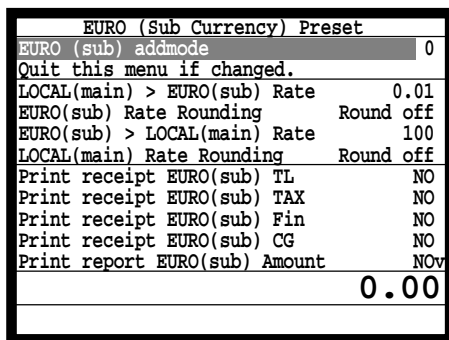 EURO (Sub Currency) Preset
EURO (sub) addmode 0
Quit this menu if changed.
LOCAL(main) > EURO(sub) Rate 0.01
EURO(sub) Rate Rounding Round off
EURO(sub) > LOCAL(main) Rate 100
LOCAL(main) Rate Rounding Round off
Print receipt EURO(sub) TL NO
Print receipt EURO(sub) TAX NO
Print receipt EURO(sub) Fin NO
Print receipt EURO(sub) CG NO
Print report EURO(sub) Amount NOv
0.00